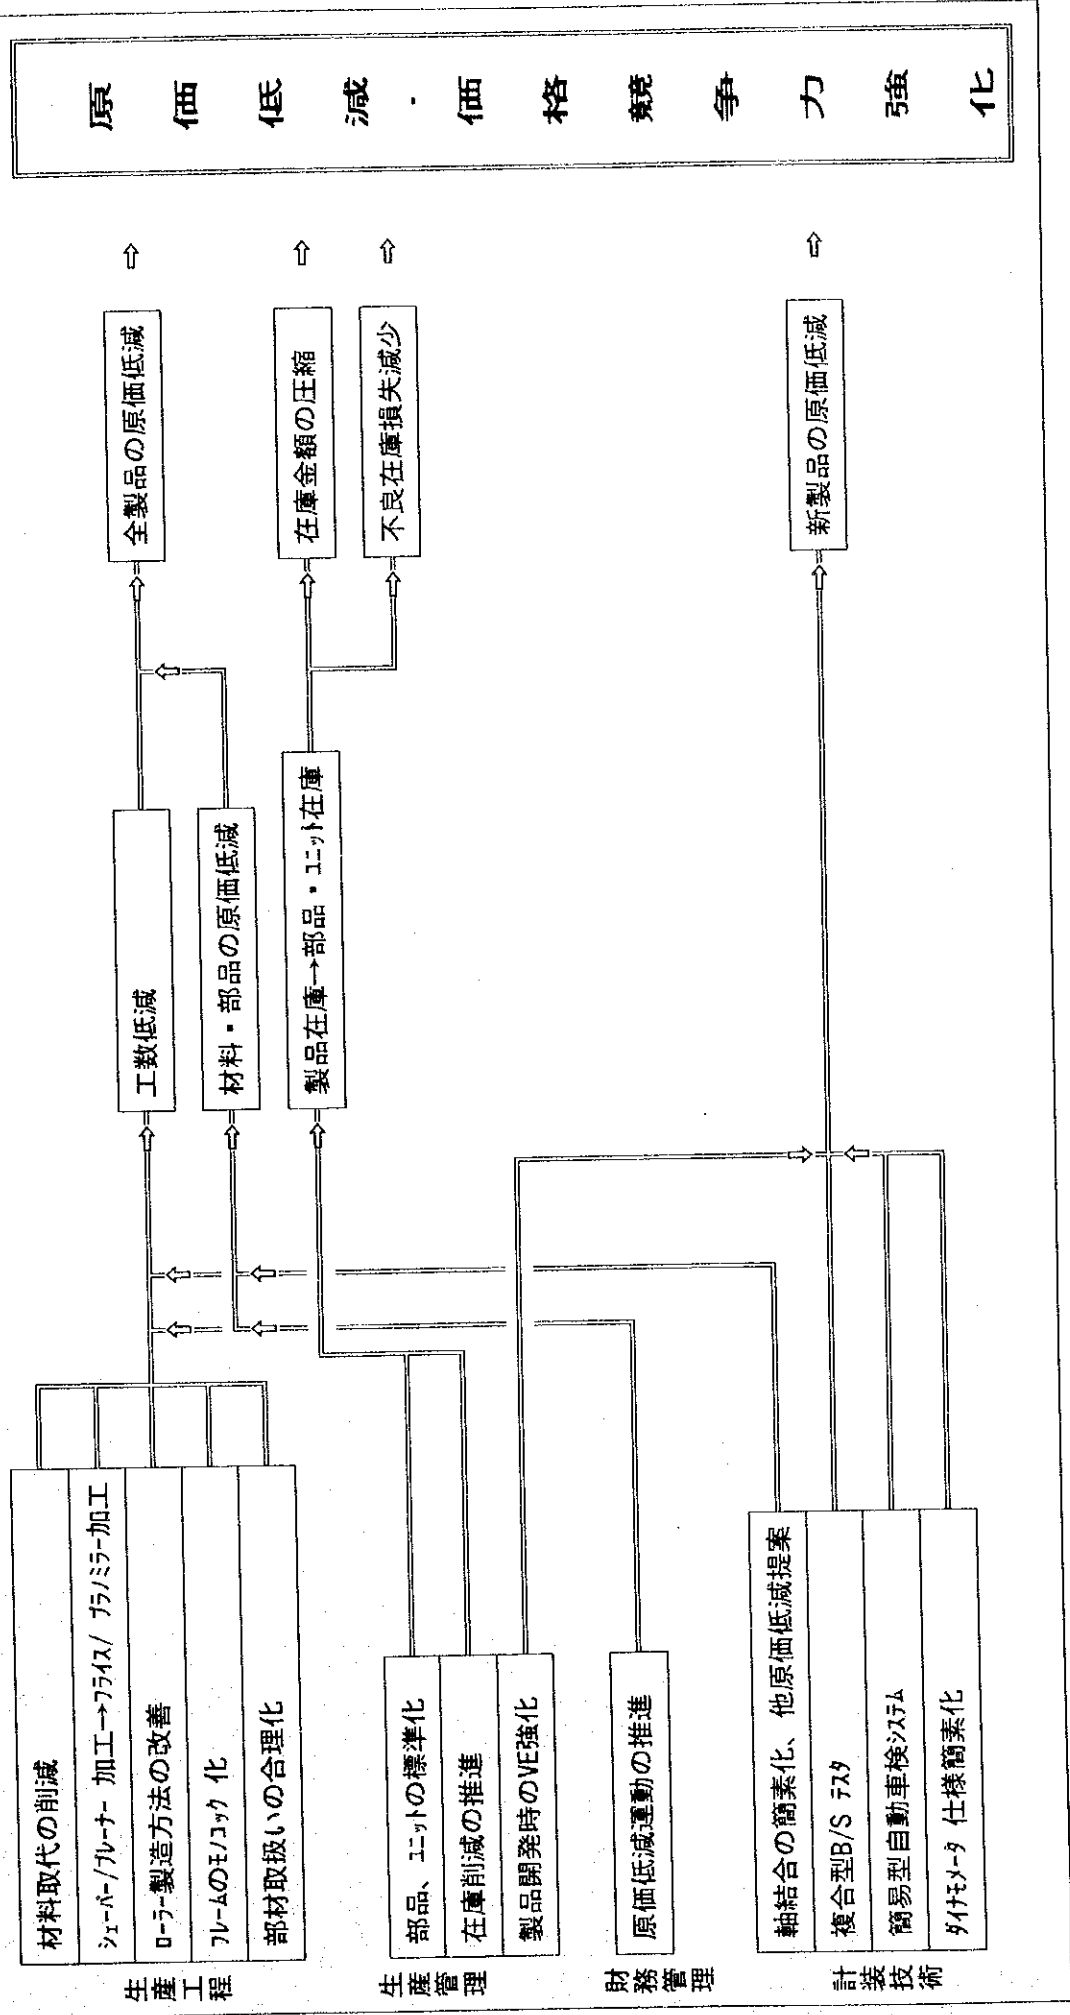 生産工程
材料取代の削減
シェーパー/プレーナー 加工→フライス/ プラノミラー加工
ローラー製造方法の改善
フレームのモノコック 化
部材取扱いの合理化
生産管理
部品、ユニットの標準化
在庫削減の推進
製品開発時のVE強化
財務管理
原価低減運動の推進
計装技術
軸結合の簡素化、他原価低減提案
複合型B/S テスタ
簡易型自動車検システム
ダイナモメータ 仕様簡素化
工数低減
材料・部品の原価低減
製品在庫→部品・ユニット在庫
全製品の原価低減
在庫金額の圧縮
不良在庫損失減少
新製品の原価低減
原価低減・価格競争力強化